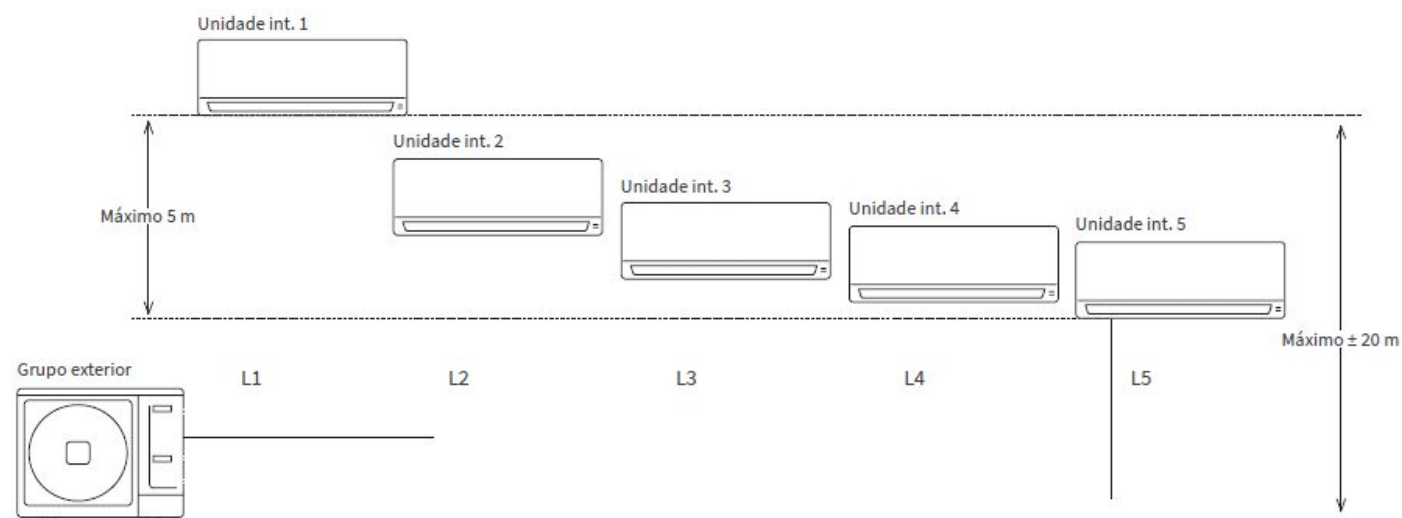 Unidade int. 1
Unidade int. 2
Unidade int. 3
Unidade int. 4
Unidade int. 5
Máximo 5 m
Máximo ± 20 m
Grupo exterior
L1
L2
L3
L4
L5